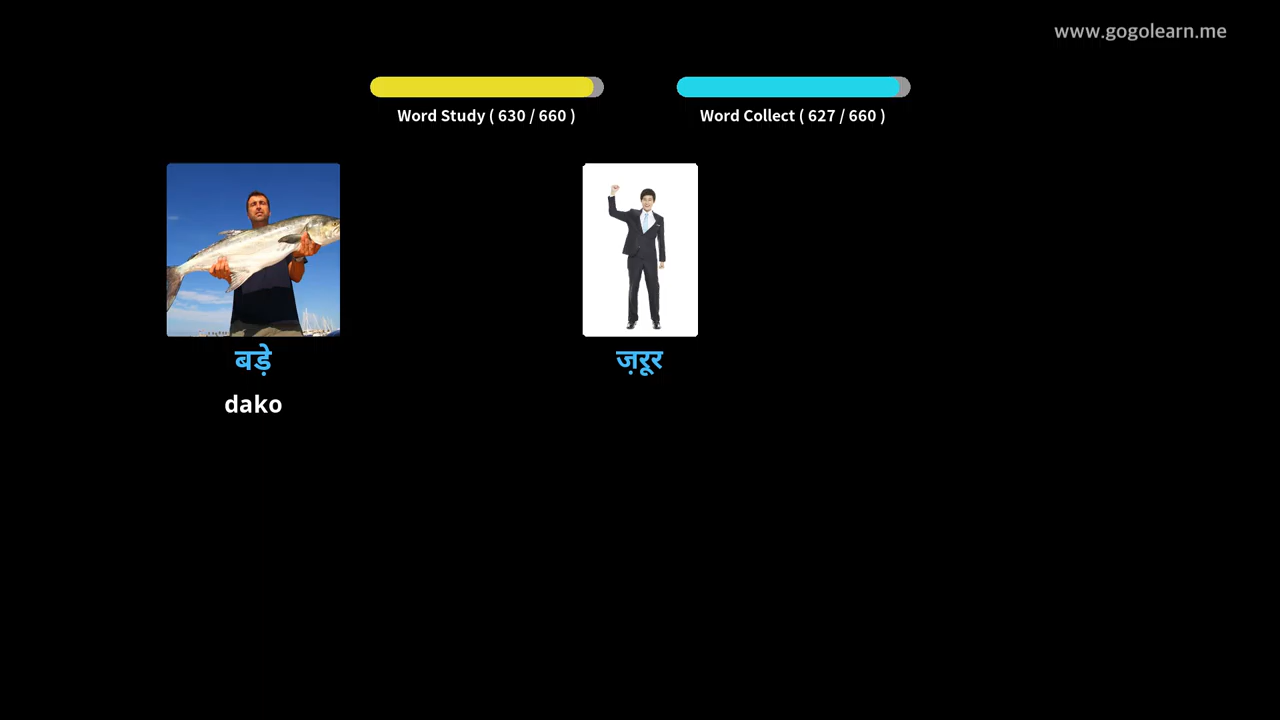 www.gogolearn.me
Word Study ( 630 / 660 )
Word Collect ( 627 / 660 )
बड़े
dako
ज़रूर